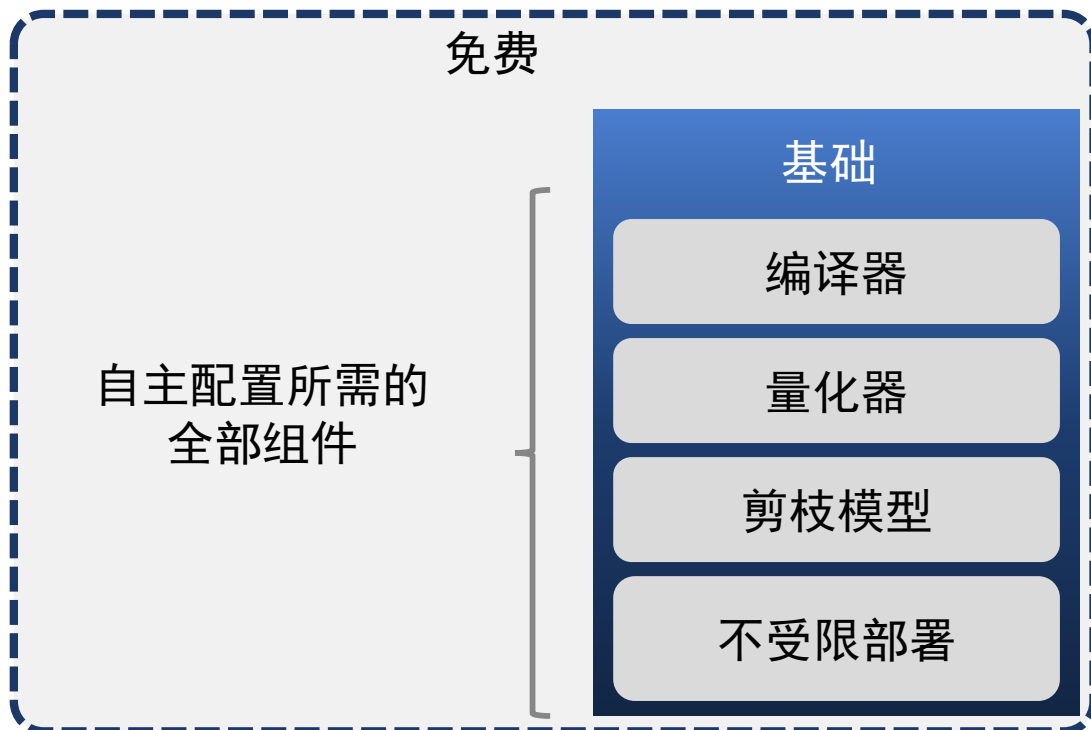 免费
自主配置所需的
全部组件
基础
编译器
量化器
剪枝模型
不受限部署